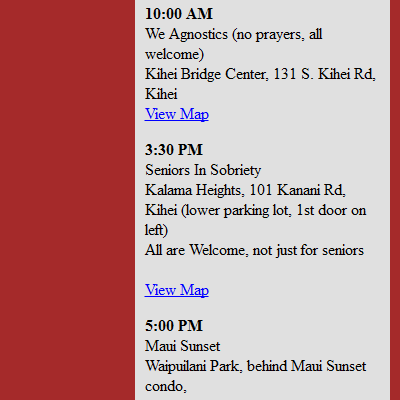 10:00 AM
We Agnostics (no prayers, all
welcome)
Kihei Bridge Center, 131 S. Kihei Rd,
Kihei
View Map
3:30 PM
Seniors In Sobriety
Kalama Heights, 101 Kanani Rd,
Kihei (lower parking lot, 1st door on
left)
All are Welcome, not just for seniors
View Map
5:00 PM
Maui Sunset
Waipuilani Park, behind Maui Sunset
condo,